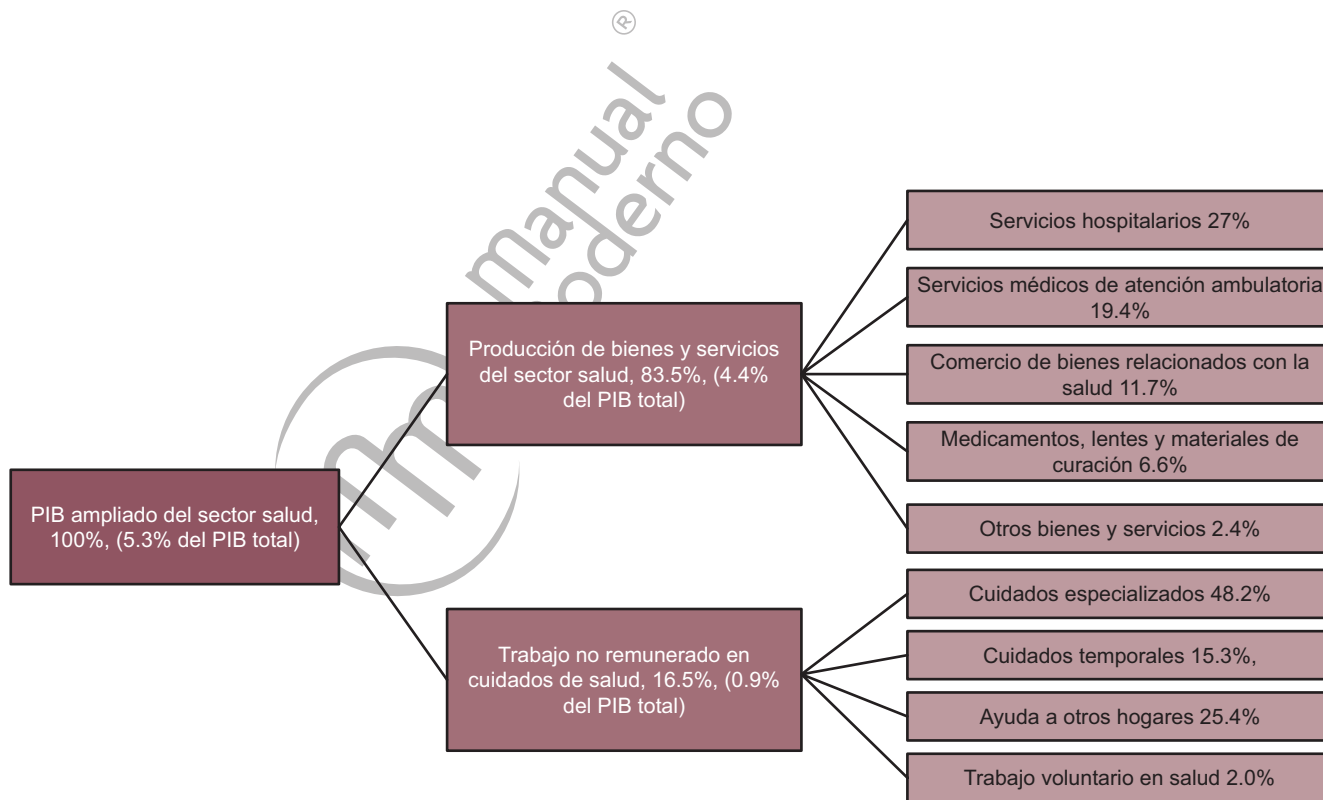 manual
moderno
®
Servicios hospitalarios 27%
Servicios médicos de atención ambulatoria
19.4%
Producción de bienes y servicios
del sector salud, 83.5%, (4.4%
del PIB total)
Comercio de bienes relacionados con la
salud 11.7%
Medicamentos, lentes y materiales de
curación 6.6%
PIB ampliado del sector salud,
100%, (5.3% del PIB total)
Otros bienes y servicios 2.4%
Cuidados especializados 48.2%
Trabajo no remunerado en
cuidados de salud, 16.5%, (0.9%
del PIB total)
Cuidados temporales 15.3%,
Ayuda a otros hogares 25.4%
Trabajo voluntario en salud 2.0%